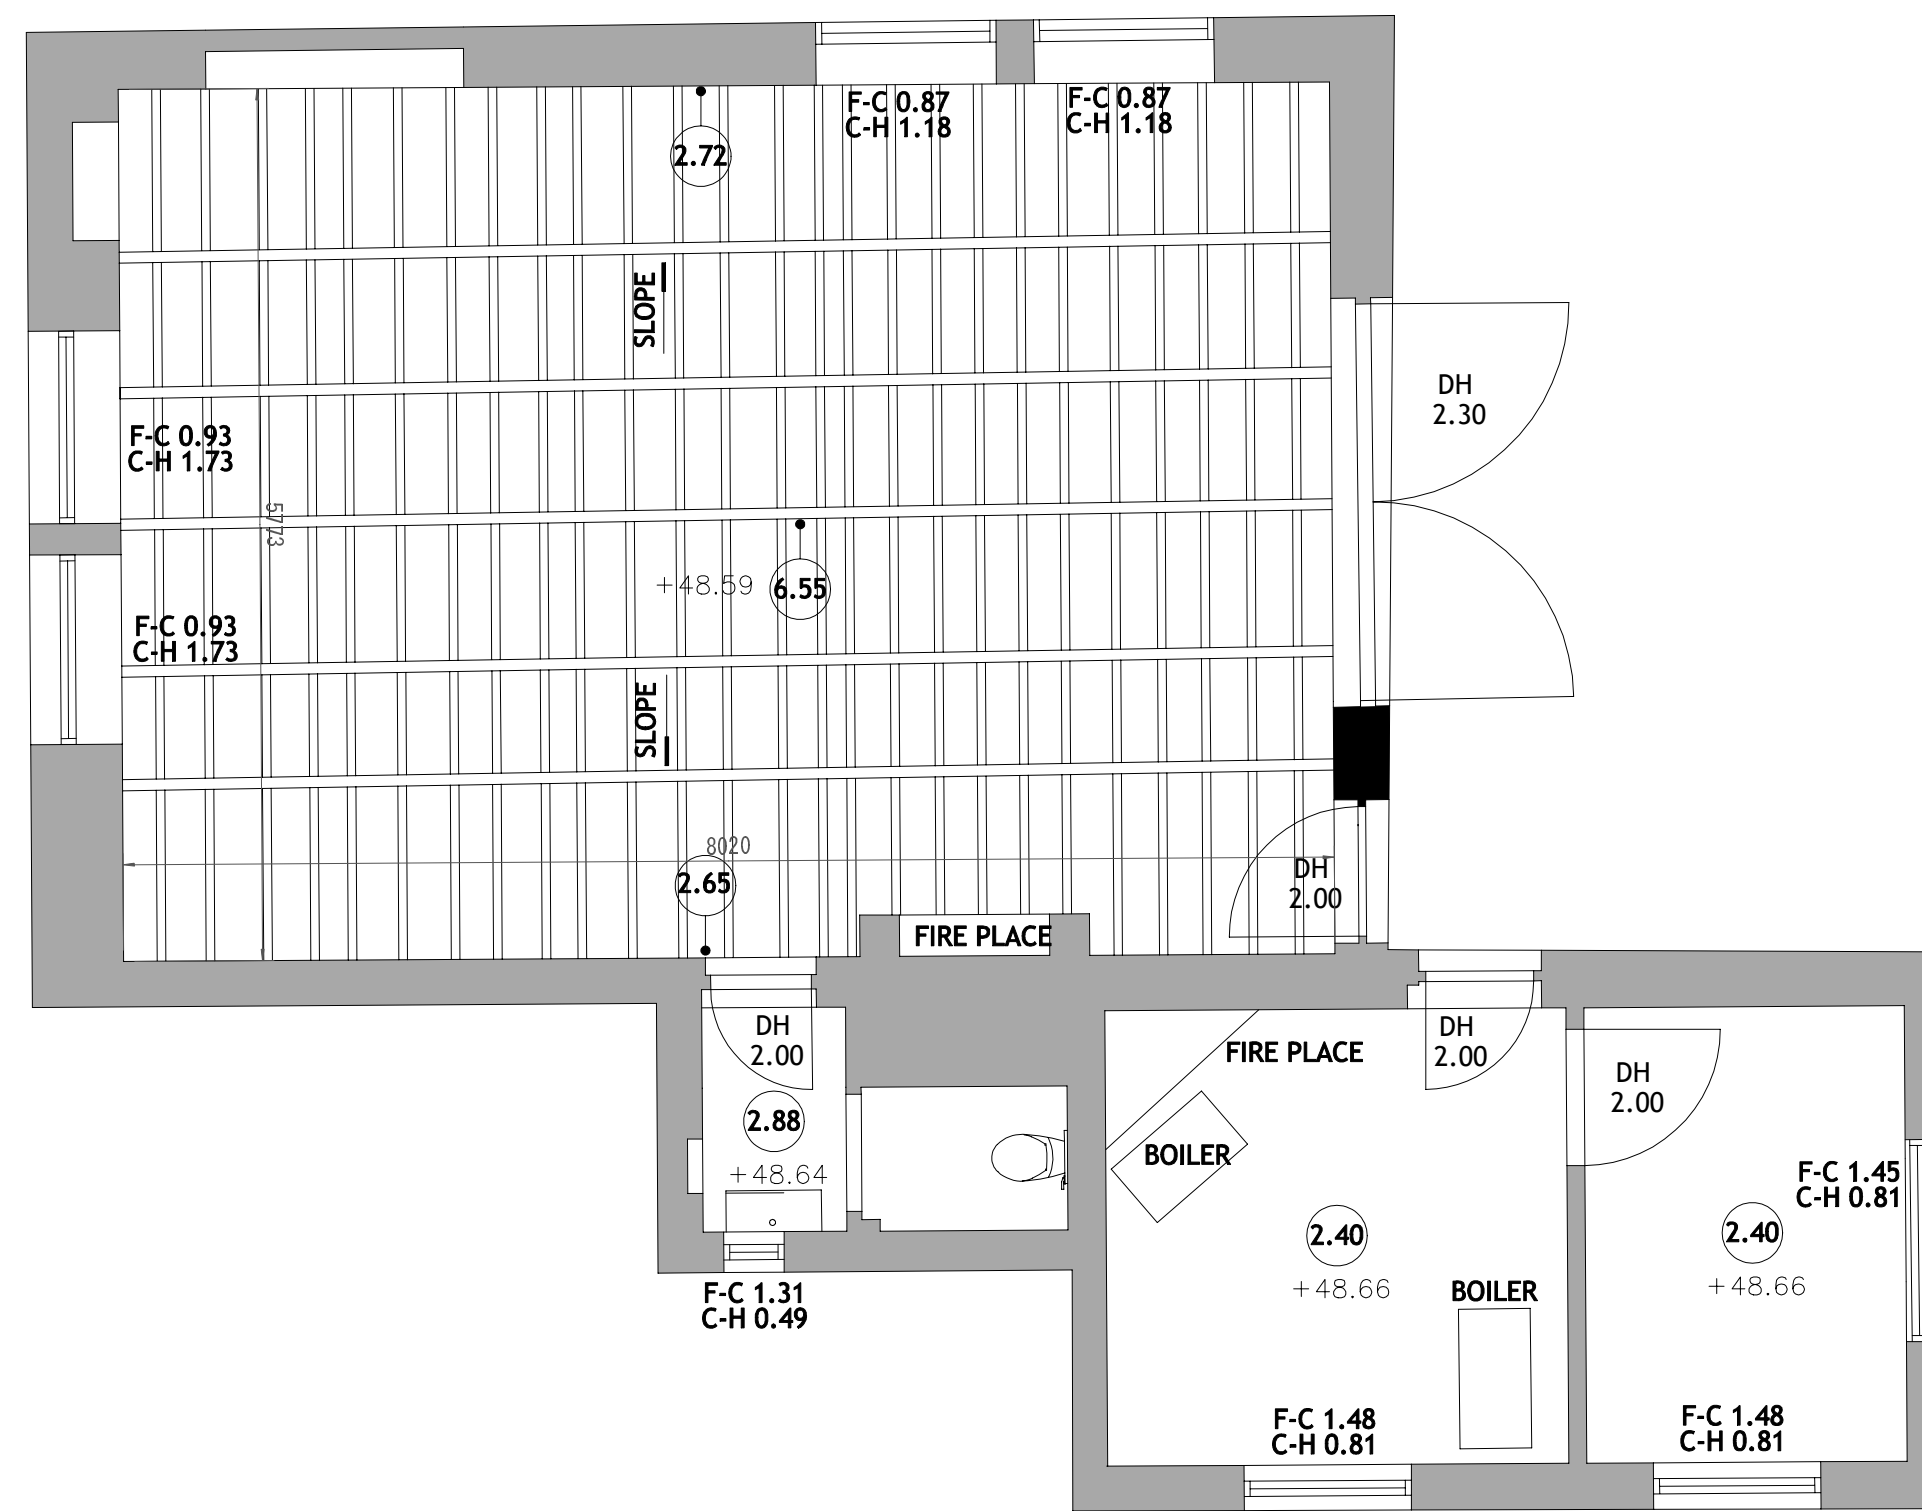 F-C 0.87
C-H 1.18
F-C 0.87
C-H 1.18
2.72
SLOPE
DH
2.30
F-C 0.93
C-H 1.73
5773
+48.59
6.55
F-C 0.93
C-H 1.73
SLOPE
8020
2.65
DH
2.00
FIRE PLACE
DH
2.00
FIRE PLACE
DH
2.00
DH
2.00
2.88
+48.64
BOILER
F-C 1.45
C-H 0.81
2.40
+48.66
2.40
+48.66
BOILER
F-C 1.31
C-H 0.49
F-C 1.48
C-H 0.81
F-C 1.48
C-H 0.81